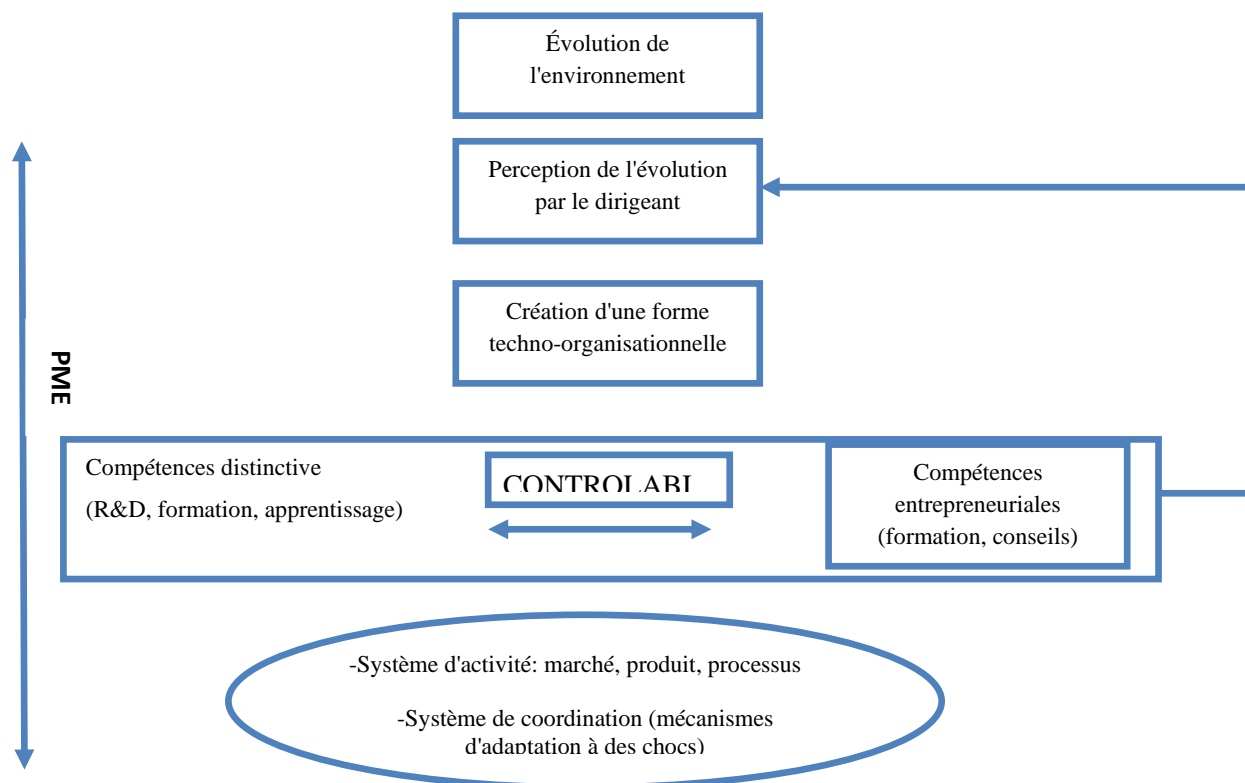 Évolution de
l'environnement
Perception de l'évolution
par le dirigeant
Création d'une forme
techno-organisationnelle
PME
Compétences distinctive
(R&D, formation, apprentissage)
CONTROLABI
Compétences
entrepreneuriales
(formation, conseils)
-Système d'activité: marché, produit, processus
-Système de coordination (mécanismes
d'adaptation à des chocs)